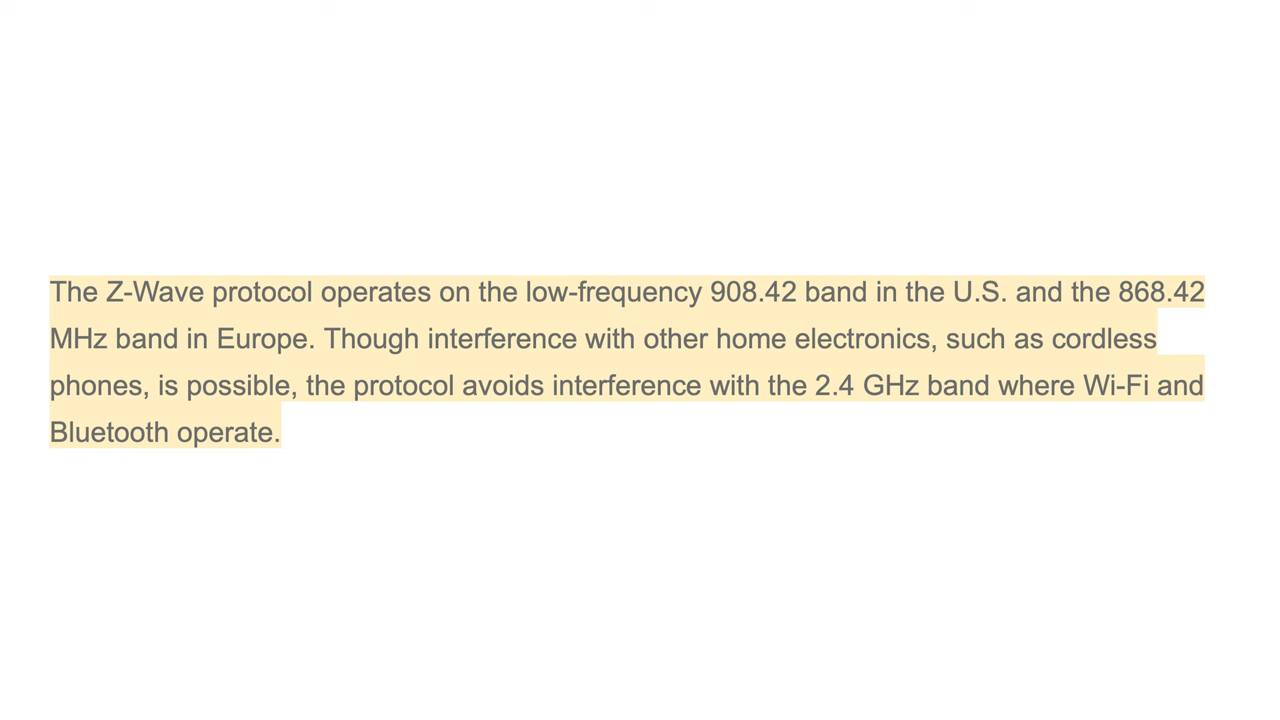 The Z-Wave protocol operates on the low-frequency 908.42 band in the U.S. and the 868.42
MHz band in Europe. Though interference with other home electronics, such as cordless
phones, is possible, the protocol avoids interference with the 2.4 GHz band where Wi-Fi and
Bluetooth operate.